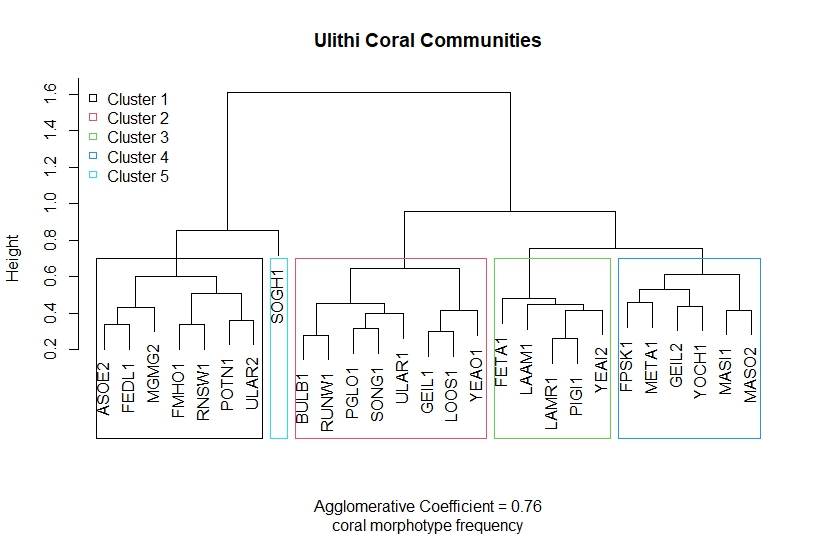 Ulithi Coral Communities
Height
0.2
0.4
0.6
0.8
1.0
1.2
1.4
1.6
Cluster 1
Cluster 2
Cluster 3
Cluster 4
Cluster 5
ASOE2
FEDL1
MGMG2
FMHO1
RNSW1
POTN1
ULAR2
SOGH1
BULB1
RUNW1
PGLO1
SONG1
ULAR1
GEIL1
LOOS1
YEAO1
FETA1
LAAM1
LAMR1
PIGI1
YEAI2
FPSK1
META1
GEIL2
YOCH1
MASI1
MASO2
Agglomerative Coefficient = 0.76
coral morphotype frequency